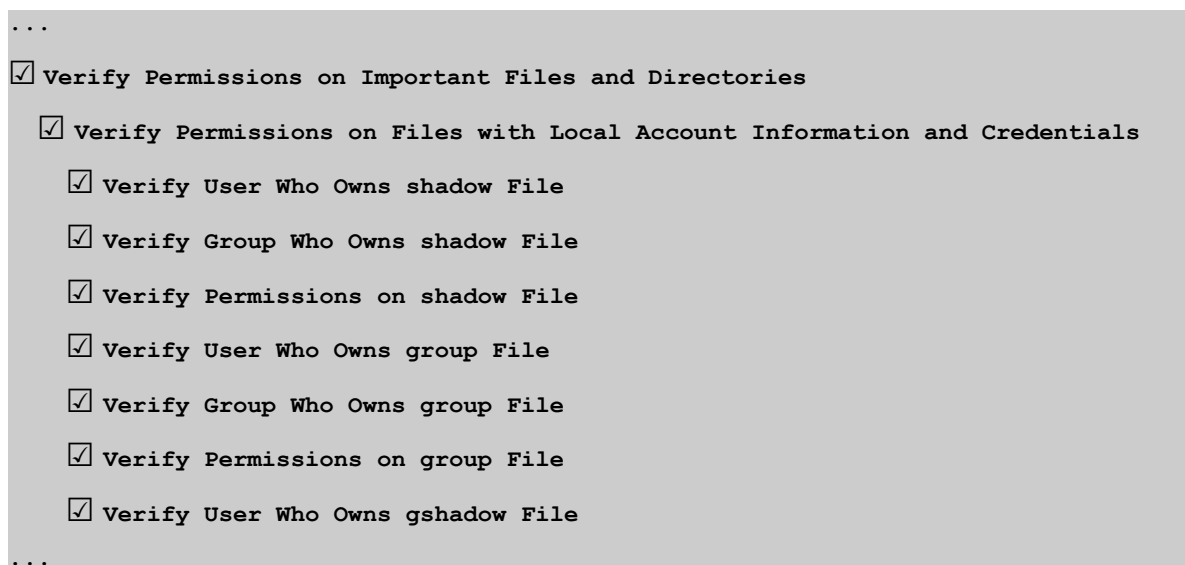 ...
☑ Verify Permissions on Important Files and Directories
☑ Verify Permissions on Files with Local Account Information and Credentials
☑ Verify User Who Owns shadow File
☑ Verify Group Who Owns shadow File
☑ Verify Permissions on shadow File
☑ Verify User Who Owns group File
☑ Verify Group Who Owns group File
☑ Verify Permissions on group File
☑ Verify User Who Owns gshadow File
...